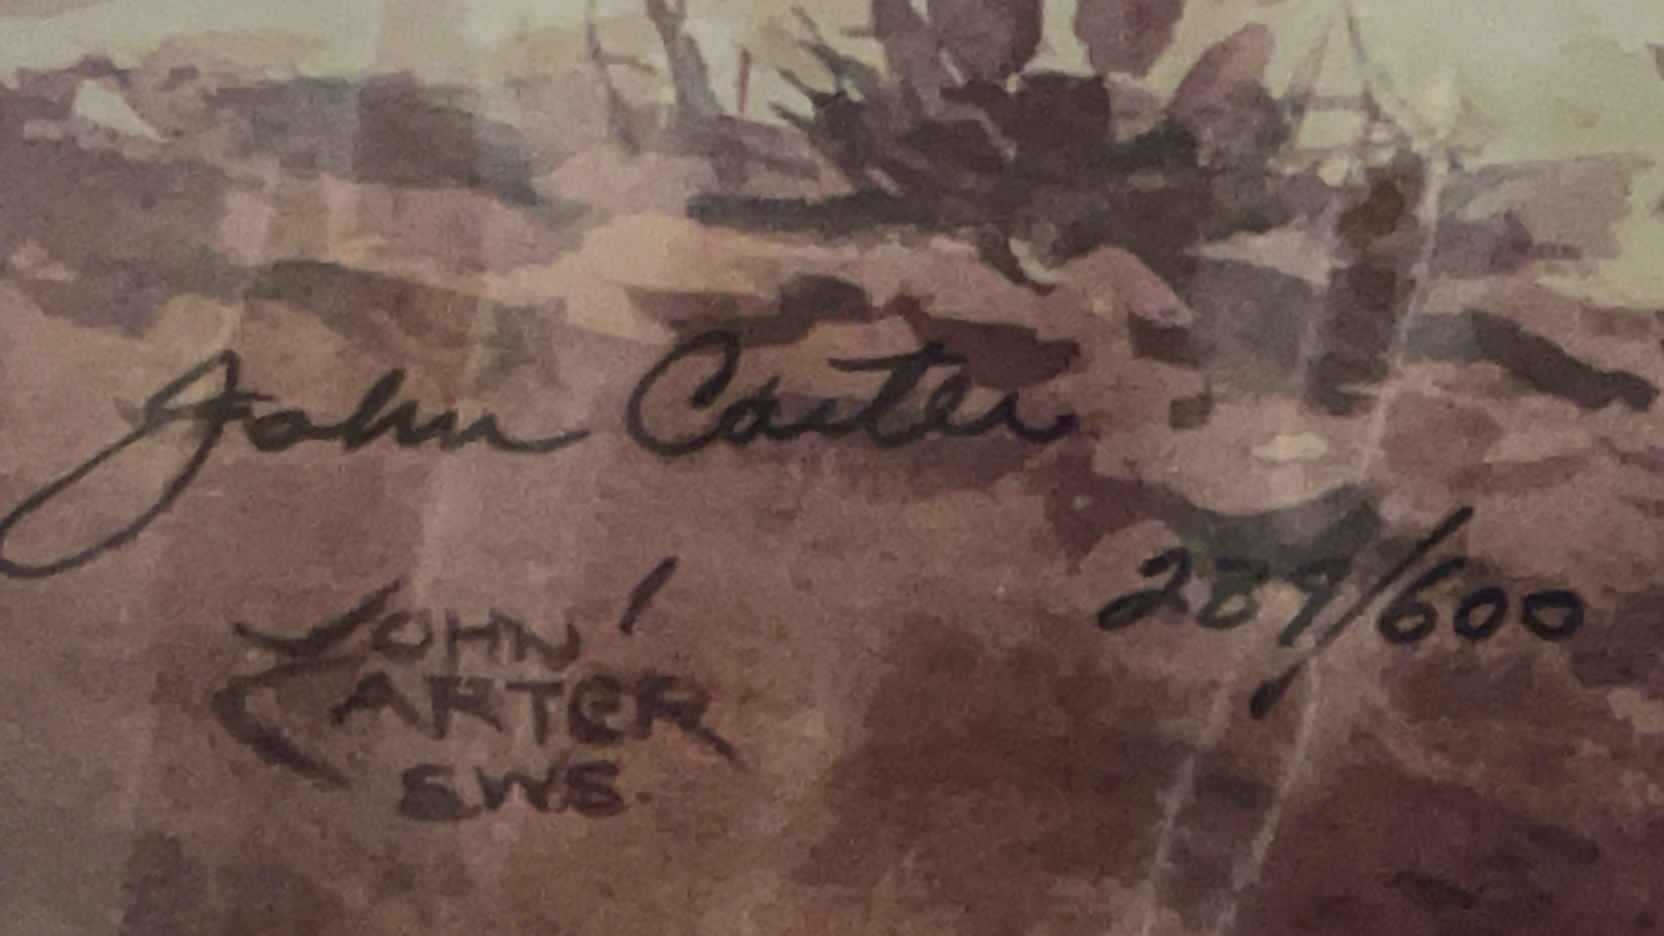 John Carter
289/600
JOHN
CARTER
S.W.S.